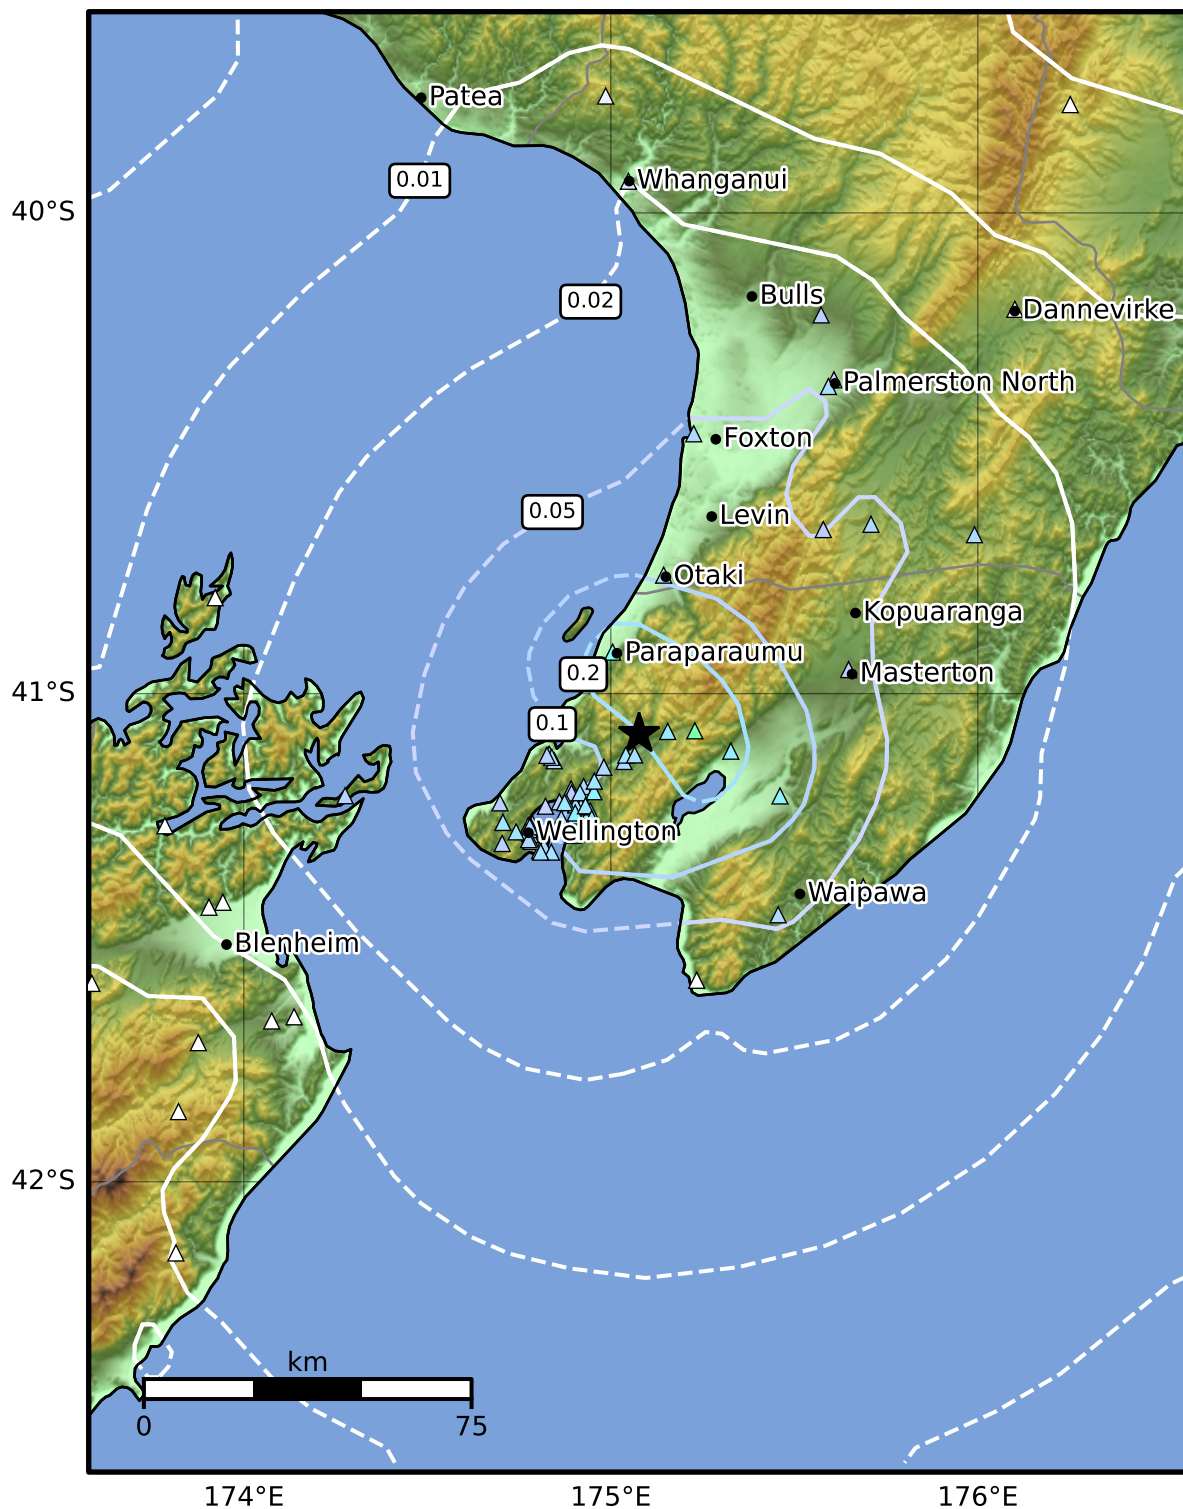 Patea
0.01
Whanganui
40°S
0.02
Bulls
Dannevirke
Palmerston North
Foxton
0.05
Levin
Otaki
Kopuaranga
Paraparaumu
0.2
Masterton
41°S
0.1
Wellington
Waipawa
Blenheim
42°S
km
0
75
174°E
175°E
176°E